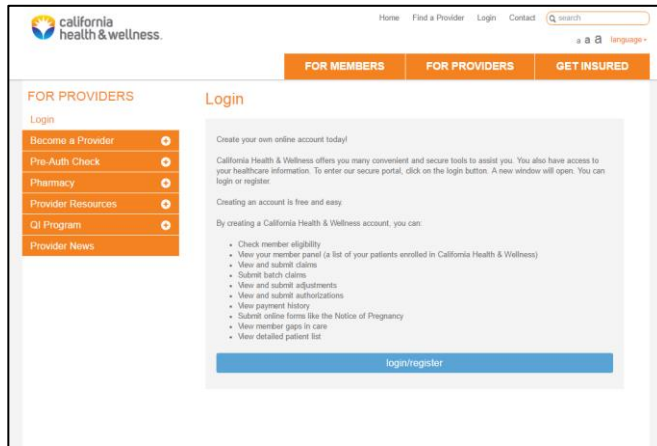 california
health & wellness.
Home Find a Provider Login Contact search
a a a language
FOR MEMBERS FOR PROVIDERS GET INSURED
FOR PROVIDERS
Login
Become a Provider
Pre-Auth Check
Pharmacy
Provider Resources
QI Program
Provider News
Login
Create your own online account today!
California Health & Wellness offers you many convenient and secure tools to assist you. You also have access to
your healthcare information. To enter our secure portal, click on the login button. A new window will open. You can
login or register.
Creating an account is free and easy.
By creating a California Health & Wellness account, you can:
• Check member eligibility
• View your member panel (a list of your patients enrolled in California Health & Wellness)
• View and submit claims
• Submit batch claims
• View and submit adjustments
• View and submit authorizations
• View payment history
• Submit online forms like the Notice of Pregnancy
• View member gaps in care
• View detailed patient list
login/register